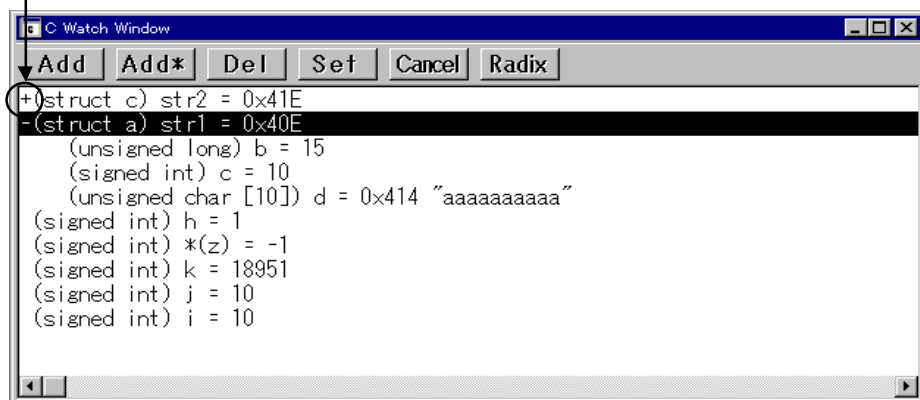 C Watch Window
Add Add* Del Set Cancel Radix
+(struct c) str2 = 0x41E
-(struct a) str1 = 0x40E
(unsigned long) b = 15
(signed int) c = 10
(unsigned char [10]) d = 0x414 "aaaaaaaaaa"
(signed int) h = 1
(signed int) *(z) = -1
(signed int) k = 18951
(signed int) j = 10
(signed int) i = 10